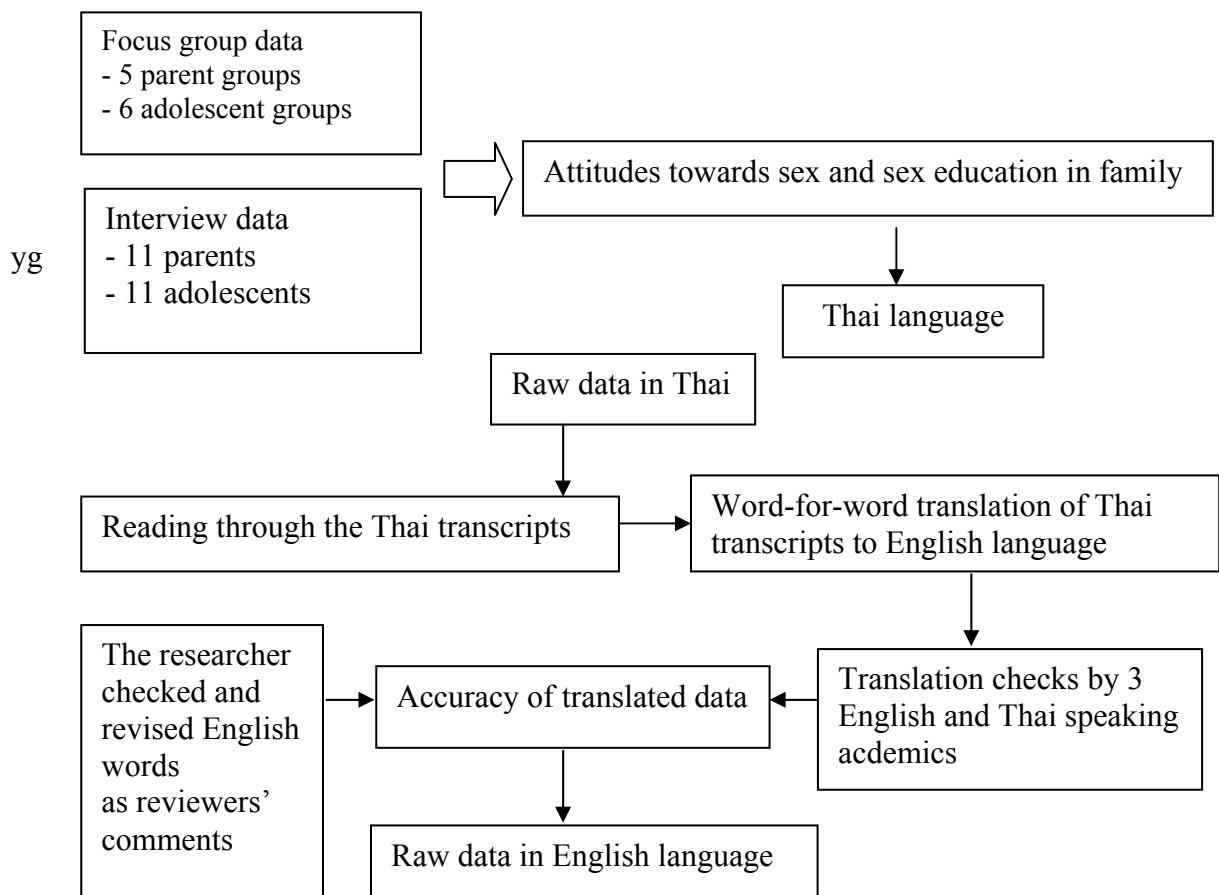 Focus group data
- 5 parent groups
- 6 adolescent groups
Attitudes towards sex and sex education in family
yg
Interview data
- 11 parents
- 11 adolescents
Thai language
Raw data in Thai
Reading through the Thai transcripts
Word-for-word translation of Thai
transcripts to English language
The researcher
checked and
revised English
words
as reviewers’
comments
Accuracy of translated data
Translation checks by 3
English and Thai speaking
acdemics
Raw data in English language